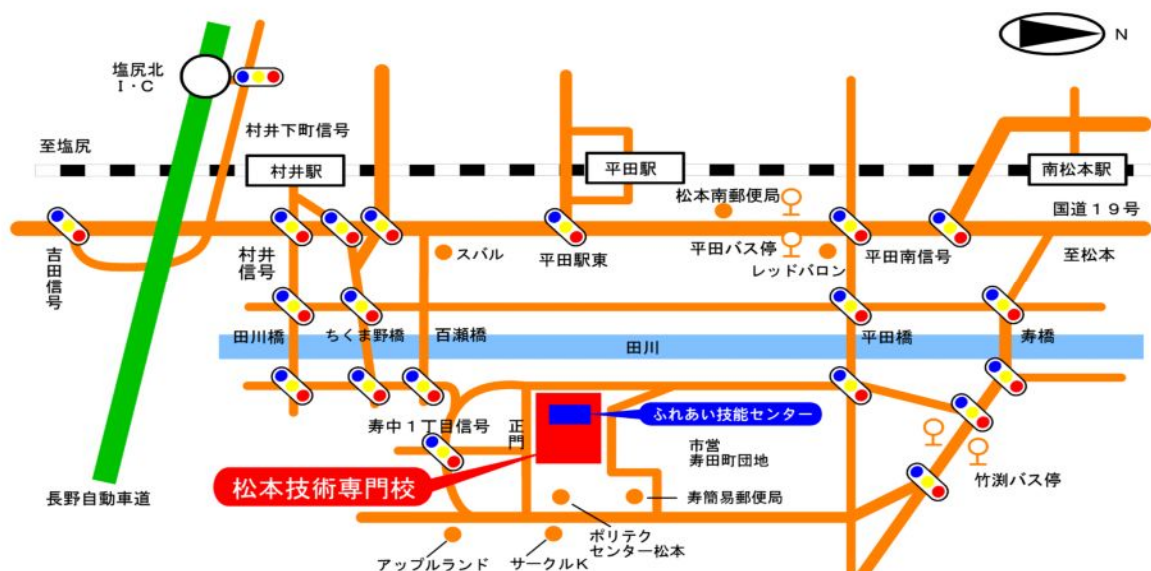 N
塩尻北
I・C
至塩尻
村井下町信号
村井駅
平田駅
南松本駅
松本南郵便局
国道19号
吉田信号
村井
信号
スバル
平田駅東
平田バス停
レッドバロン
平田南信号
至松本
田川橋
ちくま野橋
百瀬橋
田川
平田橋
寿橋
寿中1丁目信号
正門
ふれあい技能センター
市営
寿田町団地
松本技術専門校
長野自動車道
寿簡易郵便局
竹渕バス停
ポリテク
センター松本
アップルランド
サークルK